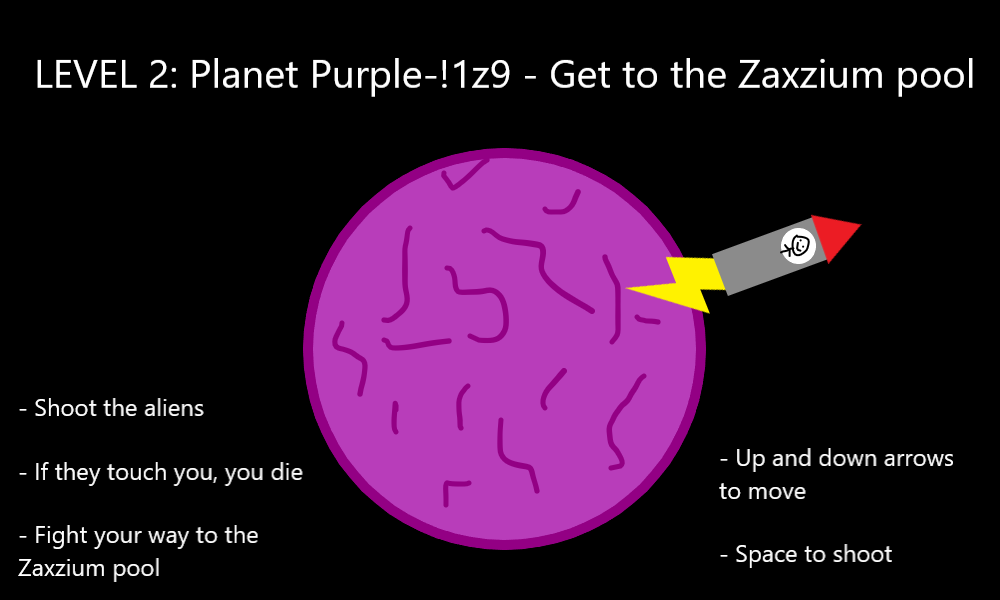 LEVEL 2: Planet Purple-!1z9 - Get to the Zaxzium pool
- Shoot the aliens
- If they touch you, you die
- Fight your way to the
Zaxzium pool
- Up and down arrows
to move
- Space to shoot